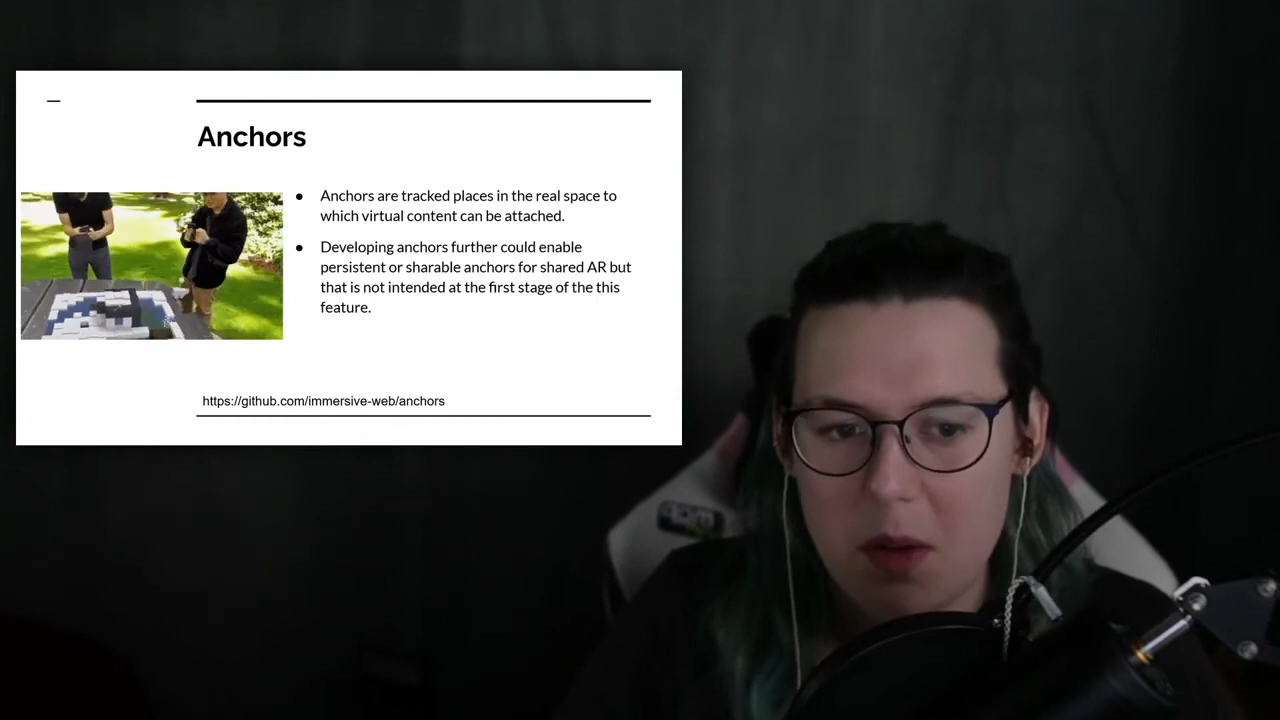 Anchors
● Anchors are tracked places in the real space to
which virtual content can be attached.
● Developing anchors further could enable
persistent or sharable anchors for shared AR but
that is not intended at the first stage of the this
feature.
https://github.com/immersive-web/anchors